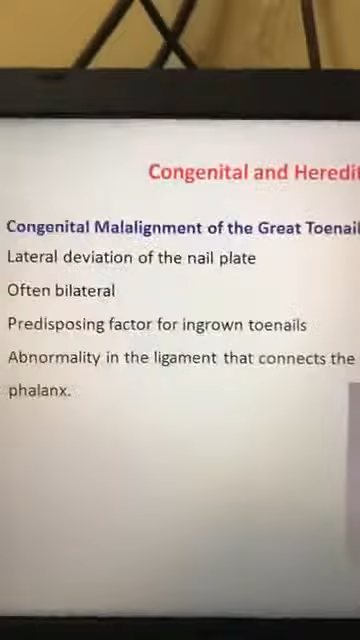 Congenital and Heredit
Congenital Malalignment of the Great Toenail
Lateral deviation of the nail plate
Often bilateral
Predisposing factor for ingrown toenails
Abnormality in the ligament that connects the
phalanx.